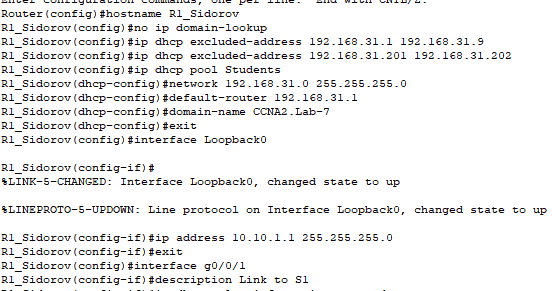 Enter configuration commands, one per line. End with CNTL/Z.
Router(config)#hostname R1_Sidorov
R1_Sidorov(config)#no ip domain-lookup
R1_Sidorov(config)#ip dhcp excluded-address 192.168.31.1 192.168.31.9
R1_Sidorov(config)#ip dhcp excluded-address 192.168.31.201 192.168.31.202
R1_Sidorov(config)#ip dhcp pool Students
R1_Sidorov(dhcp-config)#network 192.168.31.0 255.255.255.0
R1_Sidorov(dhcp-config)#default-router 192.168.31.1
R1_Sidorov(dhcp-config)#domain-name CCNA2.Lab-7
R1_Sidorov(dhcp-config)#exit
R1_Sidorov(config)#interface Loopback0
R1_Sidorov(config-if)#
%LINK-5-CHANGED: Interface Loopback0, changed state to up
%LINEPROTO-5-UPDOWN: Line protocol on Interface Loopback0, changed state to up
R1_Sidorov(config-if)#ip address 10.10.1.1 255.255.255.0
R1_Sidorov(config-if)#exit
R1_Sidorov(config)#interface g0/0/1
R1_Sidorov(config-if)#description Link to S1